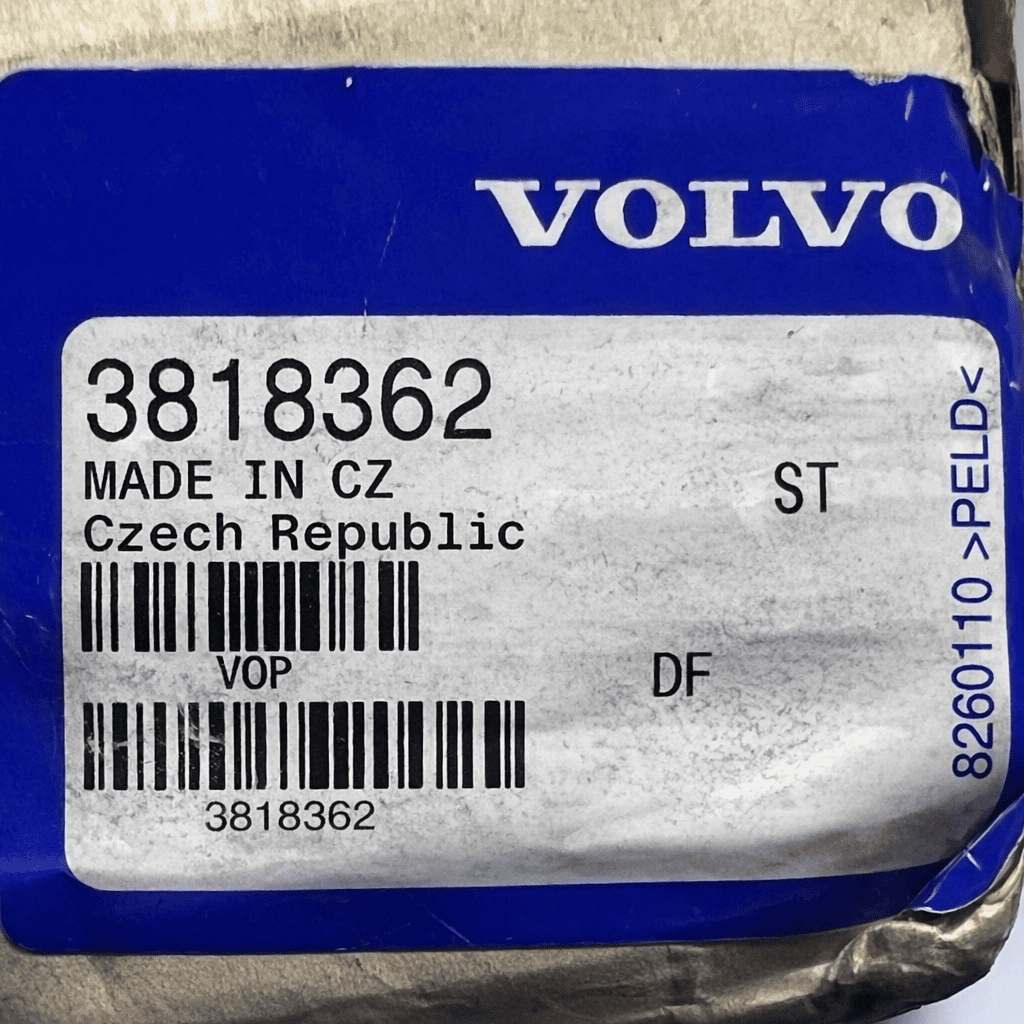 VOLVO
3818362
MADE IN CZ
ST
Czech Republic
VOP
DF
3818362
8260110 >PELD<